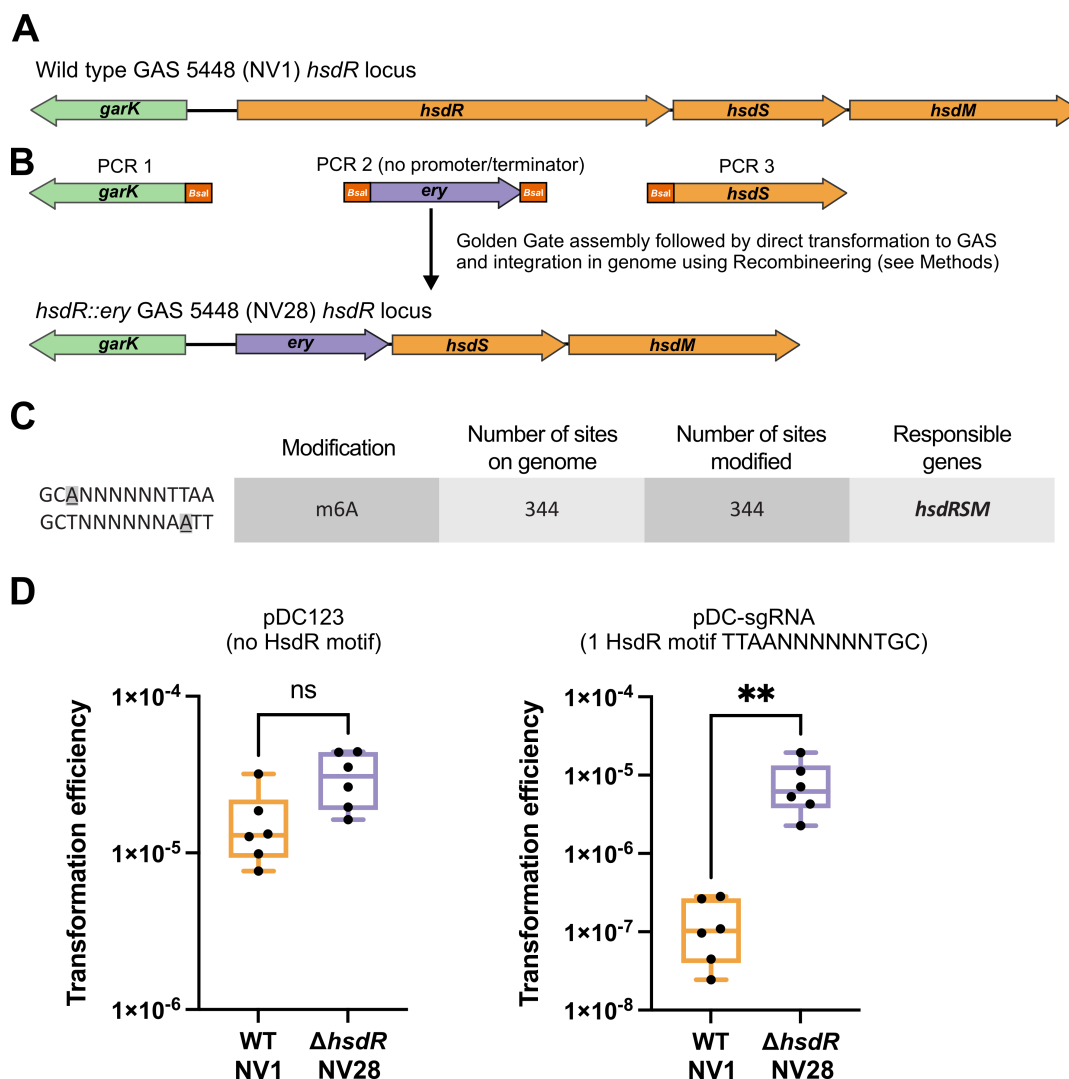 A
Wild type GAS 5448 (NV1) hsdR locus
garK
hsdR
hsdS
hsdM
B
PCR 1
PCR 2 (no promoter/terminator)
PCR 3
garK
BsaI
BsaI
ery
BsaI
BsaI
hsdS
Golden Gate assembly followed by direct transformation to GAS
and integration in genome using Recombineering (see Methods)
hsdR::ery GAS 5448 (NV28) hsdR locus
garK
ery
hsdS
hsdM
C
Modification
Number of sites
on genome
Number of sites
modified
Responsible
genes
GCANNNNNNTTAA
GCTNNNNNNAATT
m6A
344
344
hsdRSM
D
pDC123
(no HsdR motif)
Transformation efficiency
1×10-4
1×10-5
1×10-6
ns
WT
NV1
ΔhsdR
NV28
pDC-sgRNA
(1 HsdR motif TTAANNNNNNTGC)
Transformation efficiency
1×10-4
1×10-5
1×10-6
1×10-7
1×10-8
**
WT
NV1
ΔhsdR
NV28